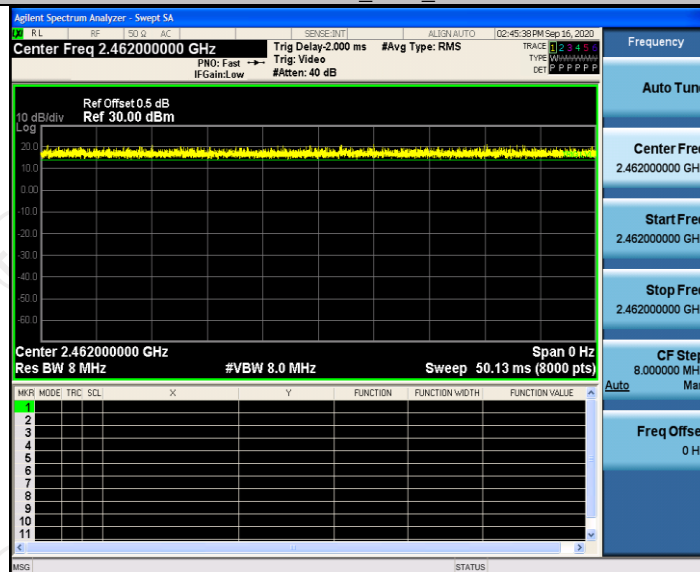 Agilent Spectrum Analyzer - Swept SA
RL RF 50 Ω AC SENSE:INT ALIGN AUTO 02:45:38 PM Sep 16, 2020
Center Freq 2.462000000 GHz
PNO: Fast
IFGain:Low
Trig Delay-2.000 ms
Trig: Video
#Atten: 40 dB
#Avg Type: RMS
TRACE 1 2 3 4 5 6
TYPE WWWWWW
DET P P P P P P
Ref Offset 0.5 dB
10 dB/div Ref 30.00 dBm
Log
20.0
10.0
0.00
-10.0
-20.0
-30.0
-40.0
-50.0
-60.0
Center 2.462000000 GHz Span 0 Hz
Res BW 8 MHz #VBW 8.0 MHz Sweep 50.13 ms (8000 pts)
MKR MODE TRC SCL X Y FUNCTION FUNCTION WIDTH FUNCTION VALUE
1
2
3
4
5
6
7
8
9
10
11
MSG STATUS
Frequency
Auto Tun
Center Fre
2.462000000 GH
Start Fre
2.462000000 GH
Stop Fre
2.462000000 GH
CF Step
8.000000 MH
Auto Ma
Freq Offse
0 H